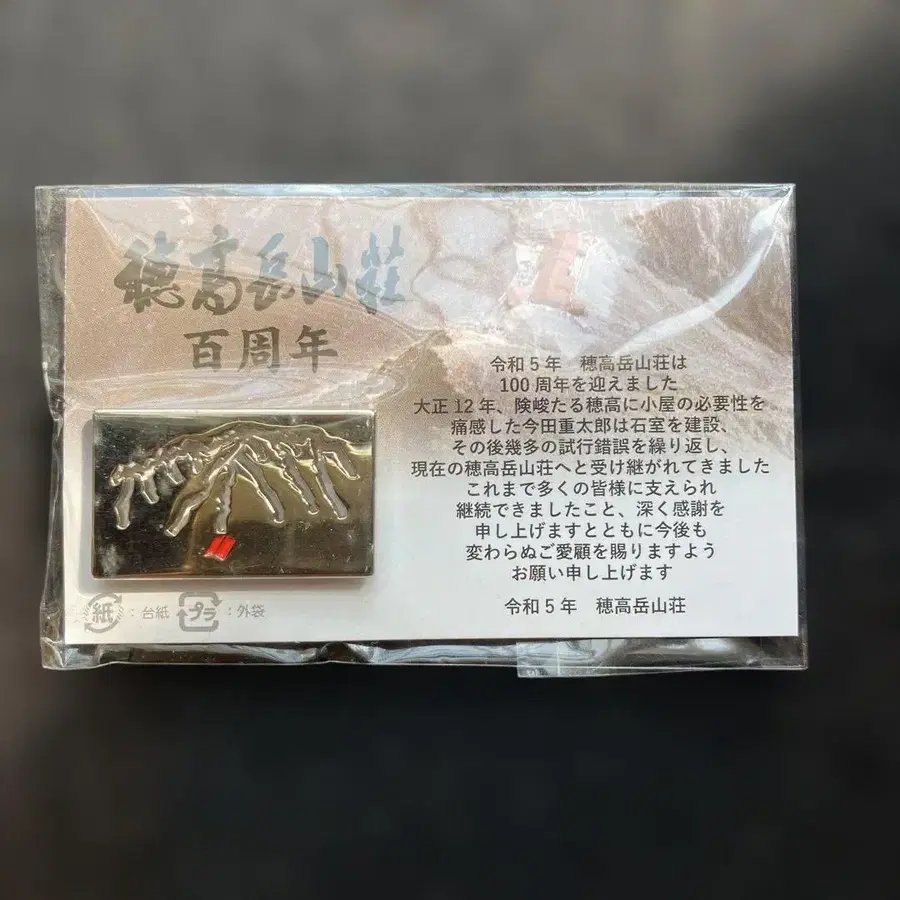 穂高岳山荘
百周年
令和5年 穂高岳山荘は
100周年を迎えました
大正12年、険峻たる穂高に小屋の必要性を
痛感した今田重太郎は石室を建設、
その後幾多の試行錯誤を繰り返し、
現在の穂高岳山荘へと受け継がれてきました
これまで多くの皆様に支えられ
継続できましたこと、深く感謝を
申し上げますとともに今後も
変わらぬご愛顧を賜りますよう
お願い申し上げます
令和5年 穂高岳山荘
紙:台紙 プラ:外袋